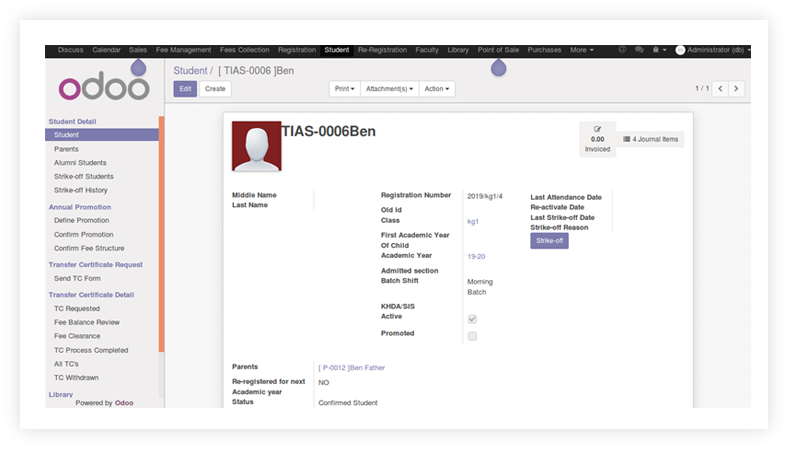 Discuss Calendar Sales Fee Management Fees Collection Registration Student Re-Registration Faculty Library Point of Sale Purchases More Administrator (db)
odoo
Student / [ TIAS-0006 ]Ben
Edit Create Print Attachment(s) Action 1 / 1
Student Detail
Student
Parents
Alumni Students
Strike-off Students
Strike-off History
Annual Promotion
Define Promotion
Confirm Promotion
Confirm Fee Structure
Transfer Certificate Request
Send TC Form
Transfer Certificate Detail
TC Requested
Fee Balance Review
Fee Clearance
TC Process Completed
All TC's
TC Withdrawn
Library
Powered by Odoo
TIAS-0006Ben
0.00
Invoiced
4 Journal Items
Middle Name
Last Name
Registration Number 2019/kg1/4
Old Id
Class kg1
First Academic Year
Of Child
Academic Year 19-20
Admitted section
Batch Shift Morning
Batch
KHDA/SIS
Active
Promoted
Last Attendance Date
Re-activate Date
Last Strike-off Date
Strike-off Reason
Strike-off
Parents [ P-0012 ]Ben Father
Re-registered for next NO
Academic year
Status Confirmed Student